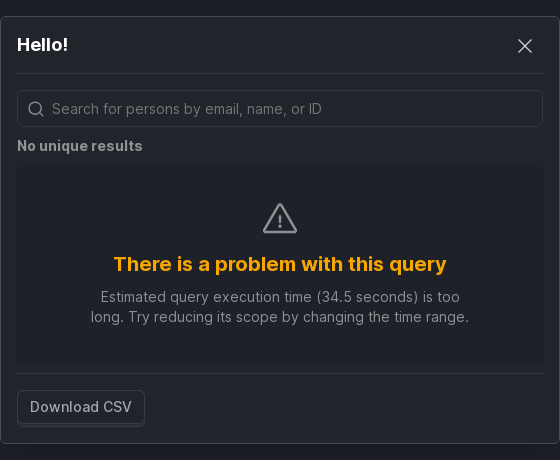 Hello!
Search for persons by email, name, or ID
No unique results
There is a problem with this query
Estimated query execution time (34.5 seconds) is too
long. Try reducing its scope by changing the time range.
Download CSV